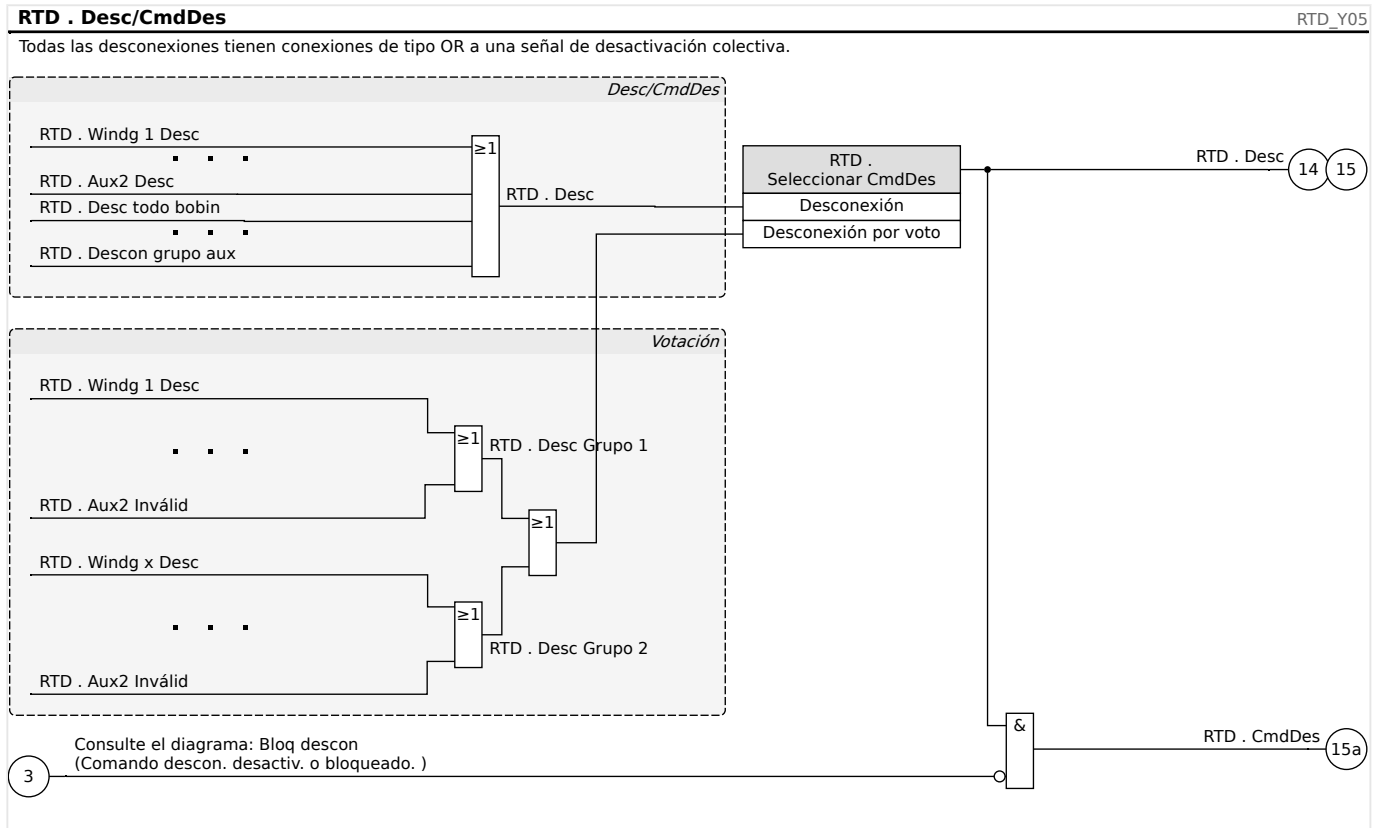 RTD . Desc/CmdDes
RTD_Y05
Todas las desconexiones tienen conexiones de tipo OR a una señal de desactivación colectiva.
Desc/CmdDes
RTD . Windg 1 Desc
≥1
RTD . Aux2 Desc
RTD . Desc todo bobin
RTD . Descon grupo aux
RTD . Desc
RTD .
Seleccionar CmdDes
Desconexión
Desconexión por voto
RTD . Desc
14
15
Votación
RTD . Windg 1 Desc
≥1
RTD . Desc Grupo 1
RTD . Aux2 Inválid
≥1
RTD . Windg x Desc
≥1
RTD . Desc Grupo 2
RTD . Aux2 Inválid
&
RTD . CmdDes
15a
Consulte el diagrama: Bloq descon
(Comando descon. desactiv. o bloqueado. )
3